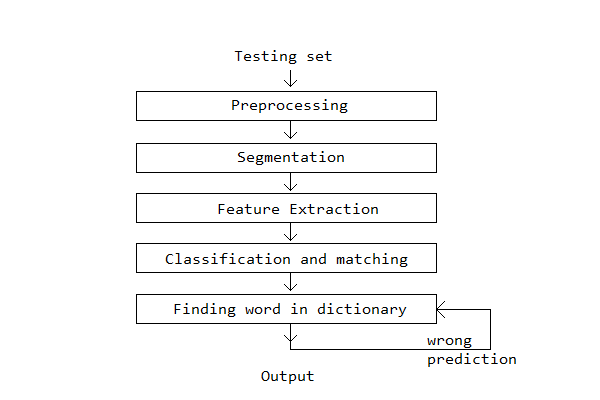 Testing set
Preprocessing
Segmentation
Feature Extraction
Classification and matching
Finding word in dictionary
wrong
prediction
Output